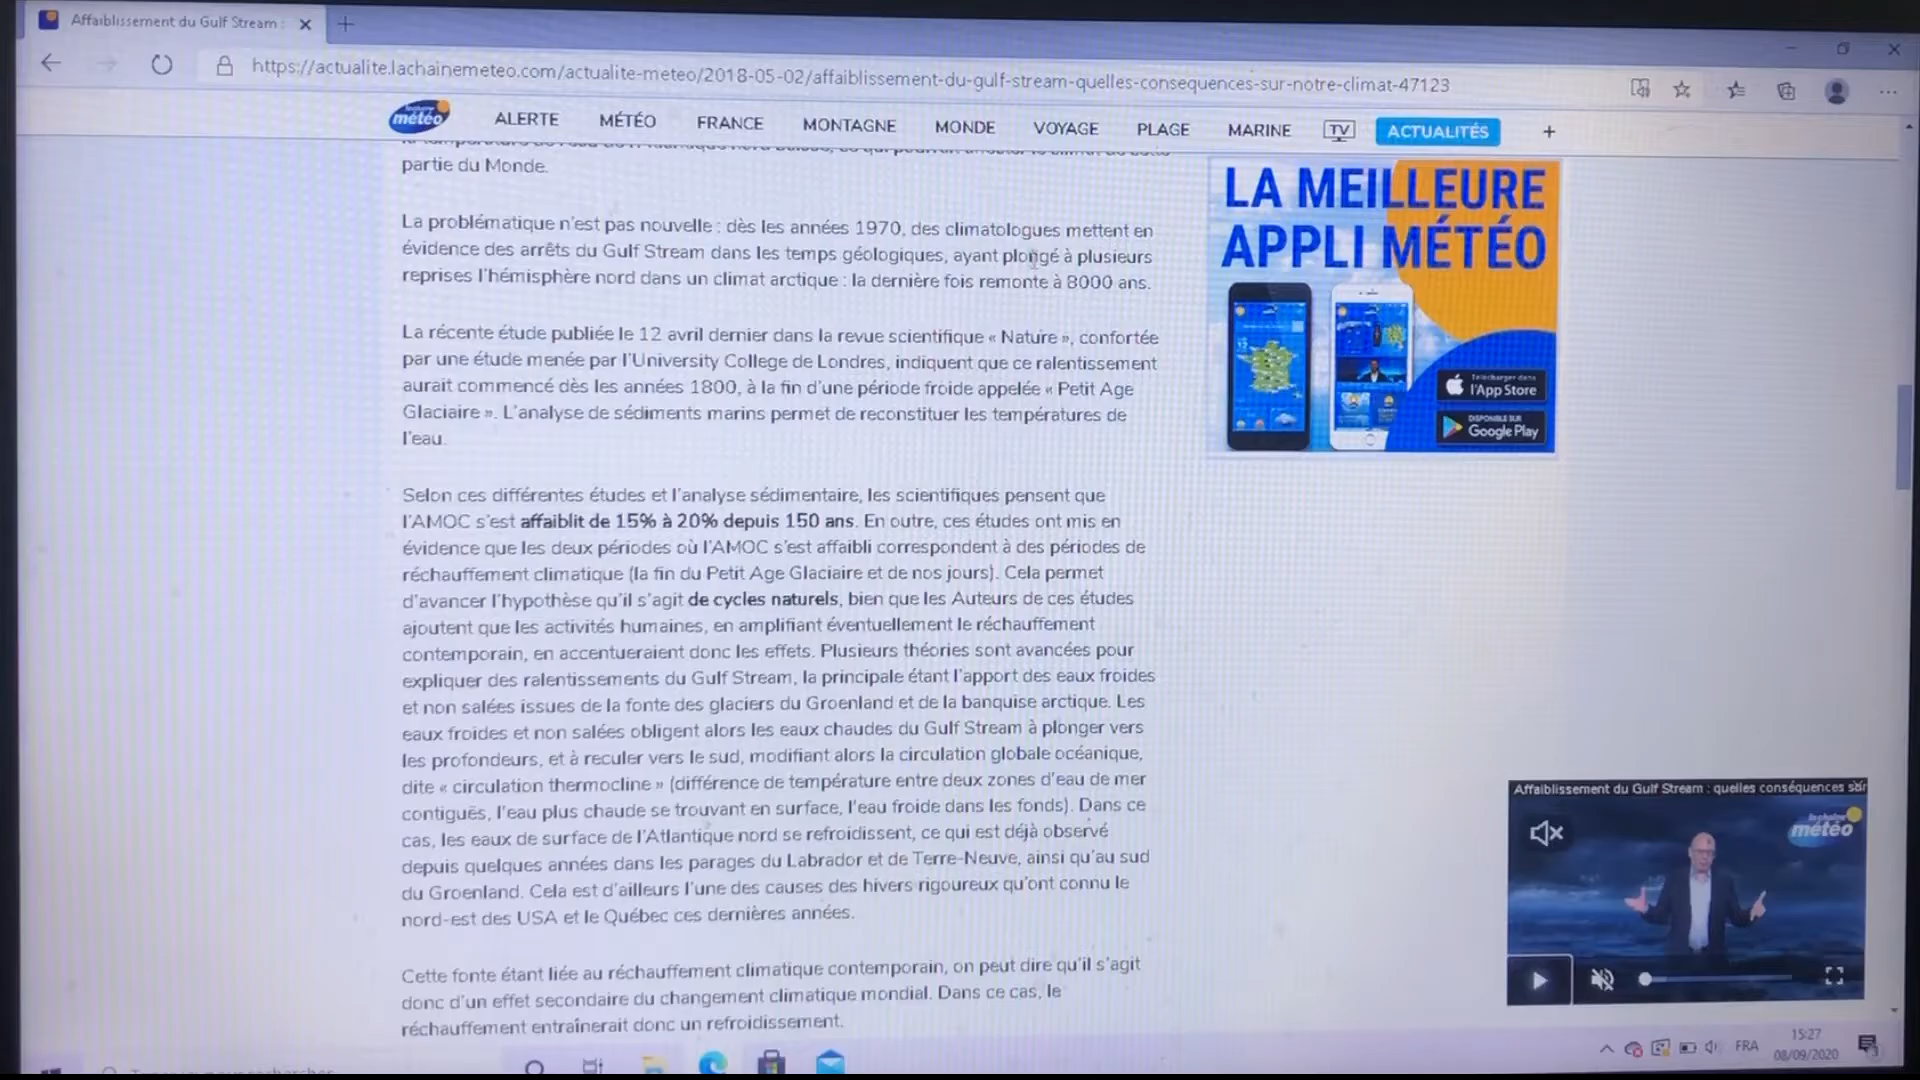 Affaiblissement du Gulf Stream :
https://actualite.lachainemeteo.com/actualite-meteo/2018-05-02/affaiblissement-du-gulf-stream-quelles-consequences-sur-notre-climat-47123
la chaîne météo
ALERTE MÉTÉO FRANCE MONTAGNE MONDE VOYAGE PLAGE MARINE TV ACTUALITÉS +
partie du Monde.
La problématique n'est pas nouvelle : dès les années 1970, des climatologues mettent en
évidence des arrêts du Gulf Stream dans les temps géologiques, ayant plongé à plusieurs
reprises l'hémisphère nord dans un climat arctique : la dernière fois remonte à 8000 ans.
La récente étude publiée le 12 avril dernier dans la revue scientifique « Nature », confortée
par une étude menée par l'University College de Londres, indiquent que ce ralentissement
aurait commencé dès les années 1800, à la fin d'une période froide appelée « Petit Age
Glaciaire ». L'analyse de sédiments marins permet de reconstituer les températures de
l'eau.
Selon ces différentes études et l'analyse sédimentaire, les scientifiques pensent que
l'AMOC s'est affaiblit de 15% à 20% depuis 150 ans. En outre, ces études ont mis en
évidence que les deux périodes où l'AMOC s'est affaibli correspondent à des périodes de
réchauffement climatique (la fin du Petit Age Glaciaire et de nos jours). Cela permet
d'avancer l'hypothèse qu'il s'agit de cycles naturels, bien que les Auteurs de ces études
ajoutent que les activités humaines, en amplifiant éventuellement le réchauffement
contemporain, en accentueraient donc les effets. Plusieurs théories sont avancées pour
expliquer des ralentissements du Gulf Stream, la principale étant l'apport des eaux froides
et non salées issues de la fonte des glaciers du Groenland et de la banquise arctique. Les
eaux froides et non salées obligent alors les eaux chaudes du Gulf Stream à plonger vers
les profondeurs, et à reculer vers le sud, modifiant alors la circulation globale océanique,
dite « circulation thermocline » (différence de température entre deux zones d'eau de mer
contiguës, l'eau plus chaude se trouvant en surface, l'eau froide dans les fonds). Dans ce
cas, les eaux de surface de l'Atlantique nord se refroidissent, ce qui est déjà observé
depuis quelques années dans les parages du Labrador et de Terre-Neuve, ainsi qu'au sud
du Groenland. Cela est d'ailleurs l'une des causes des hivers rigoureux qu'ont connu le
nord-est des USA et le Québec ces dernières années.
Cette fonte étant liée au réchauffement climatique contemporain, on peut dire qu'il s'agit
donc d'un effet secondaire du changement climatique mondial. Dans ce cas, le
réchauffement entraînerait donc un refroidissement.
LA MEILLEURE
APPLI MÉTÉO
Télécharger dans
l'App Store
DISPONIBLE SUR
Google Play
Affaiblissement du Gulf Stream : quelles conséquences sur
la chaîne
météo
FRA
15:27
08/09/2020